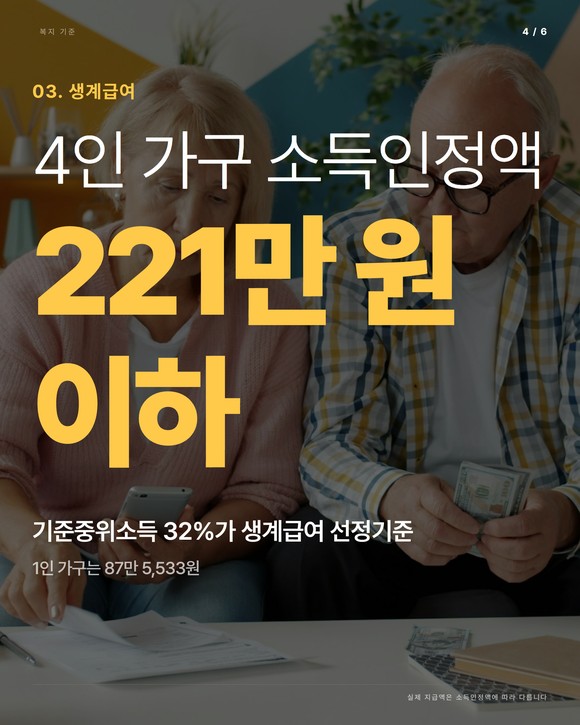 복지 기준
4 / 6
03. 생계급여
4인 가구 소득인정액
221만 원
이하
기준중위소득 32%가 생계급여 선정기준
1인 가구는 87만 5,533원
실제 지급액은 소득인정액에 따라 다릅니다